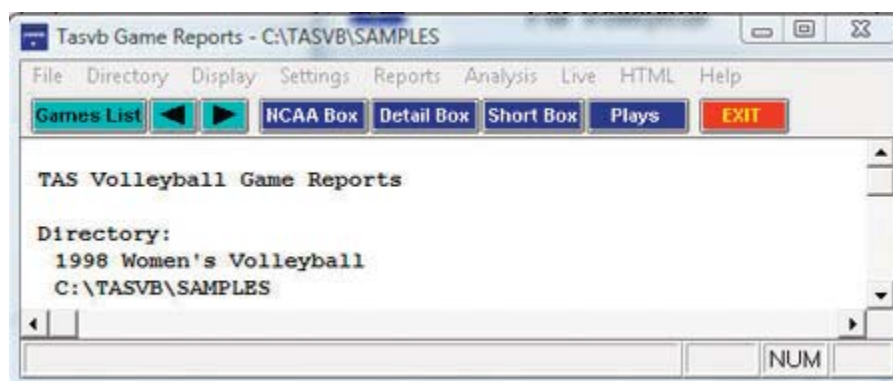 Tasvb Game Reports - C:\TASVB\SAMPLES
File Directory Display Settings Reports Analysis Live HTML Help
Games List NCAA Box Detail Box Short Box Plays EXIT
TAS Volleyball Game Reports
Directory:
1998 Women's Volleyball
C:\TASVB\SAMPLES
NUM